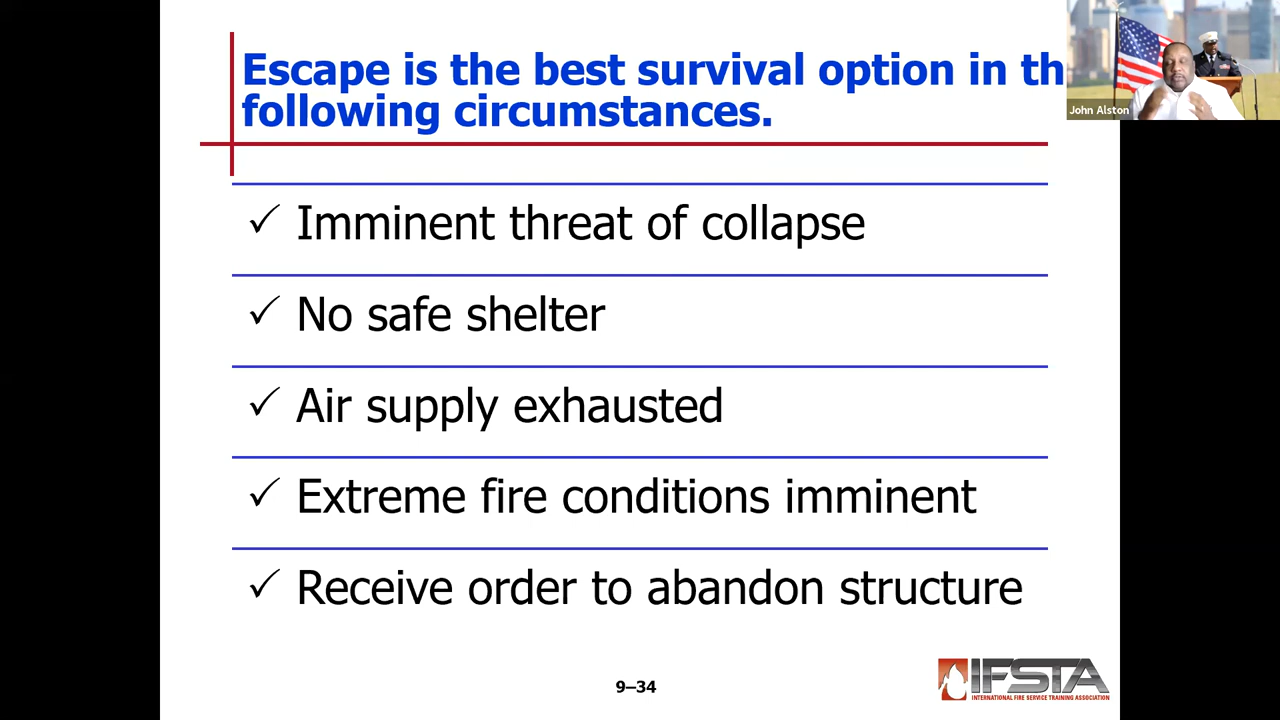 Escape is the best survival option in th
following circumstances.
John Alston
✓ Imminent threat of collapse
✓ No safe shelter
✓ Air supply exhausted
✓ Extreme fire conditions imminent
✓ Receive order to abandon structure
9–34
IFSTA
INTERNATIONAL FIRE SERVICE TRAINING ASSOCIATION